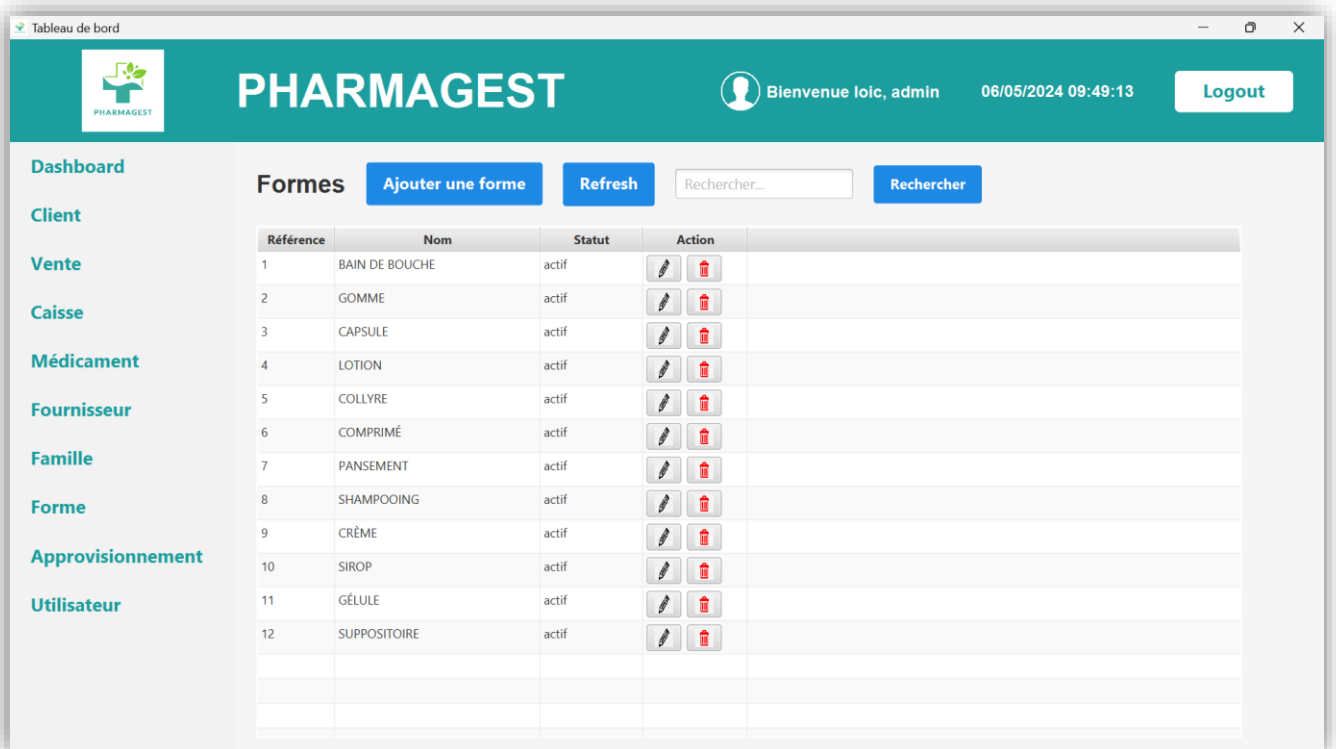 Tableau de bord
PHARMAGEST
PHARMAGEST
Bienvenue loic, admin
06/05/2024 09:49:13
Logout
Dashboard
Client
Vente
Caisse
Médicament
Fournisseur
Famille
Forme
Approvisionnement
Utilisateur
Formes
Ajouter une forme
Refresh
Rechercher...
Rechercher
Référence Nom Statut Action
1 BAIN DE BOUCHE actif
2 GOMME actif
3 CAPSULE actif
4 LOTION actif
5 COLLYRE actif
6 COMPRIMÉ actif
7 PANSEMENT actif
8 SHAMPOOING actif
9 CRÈME actif
10 SIROP actif
11 GÉLULE actif
12 SUPPOSITOIRE actif